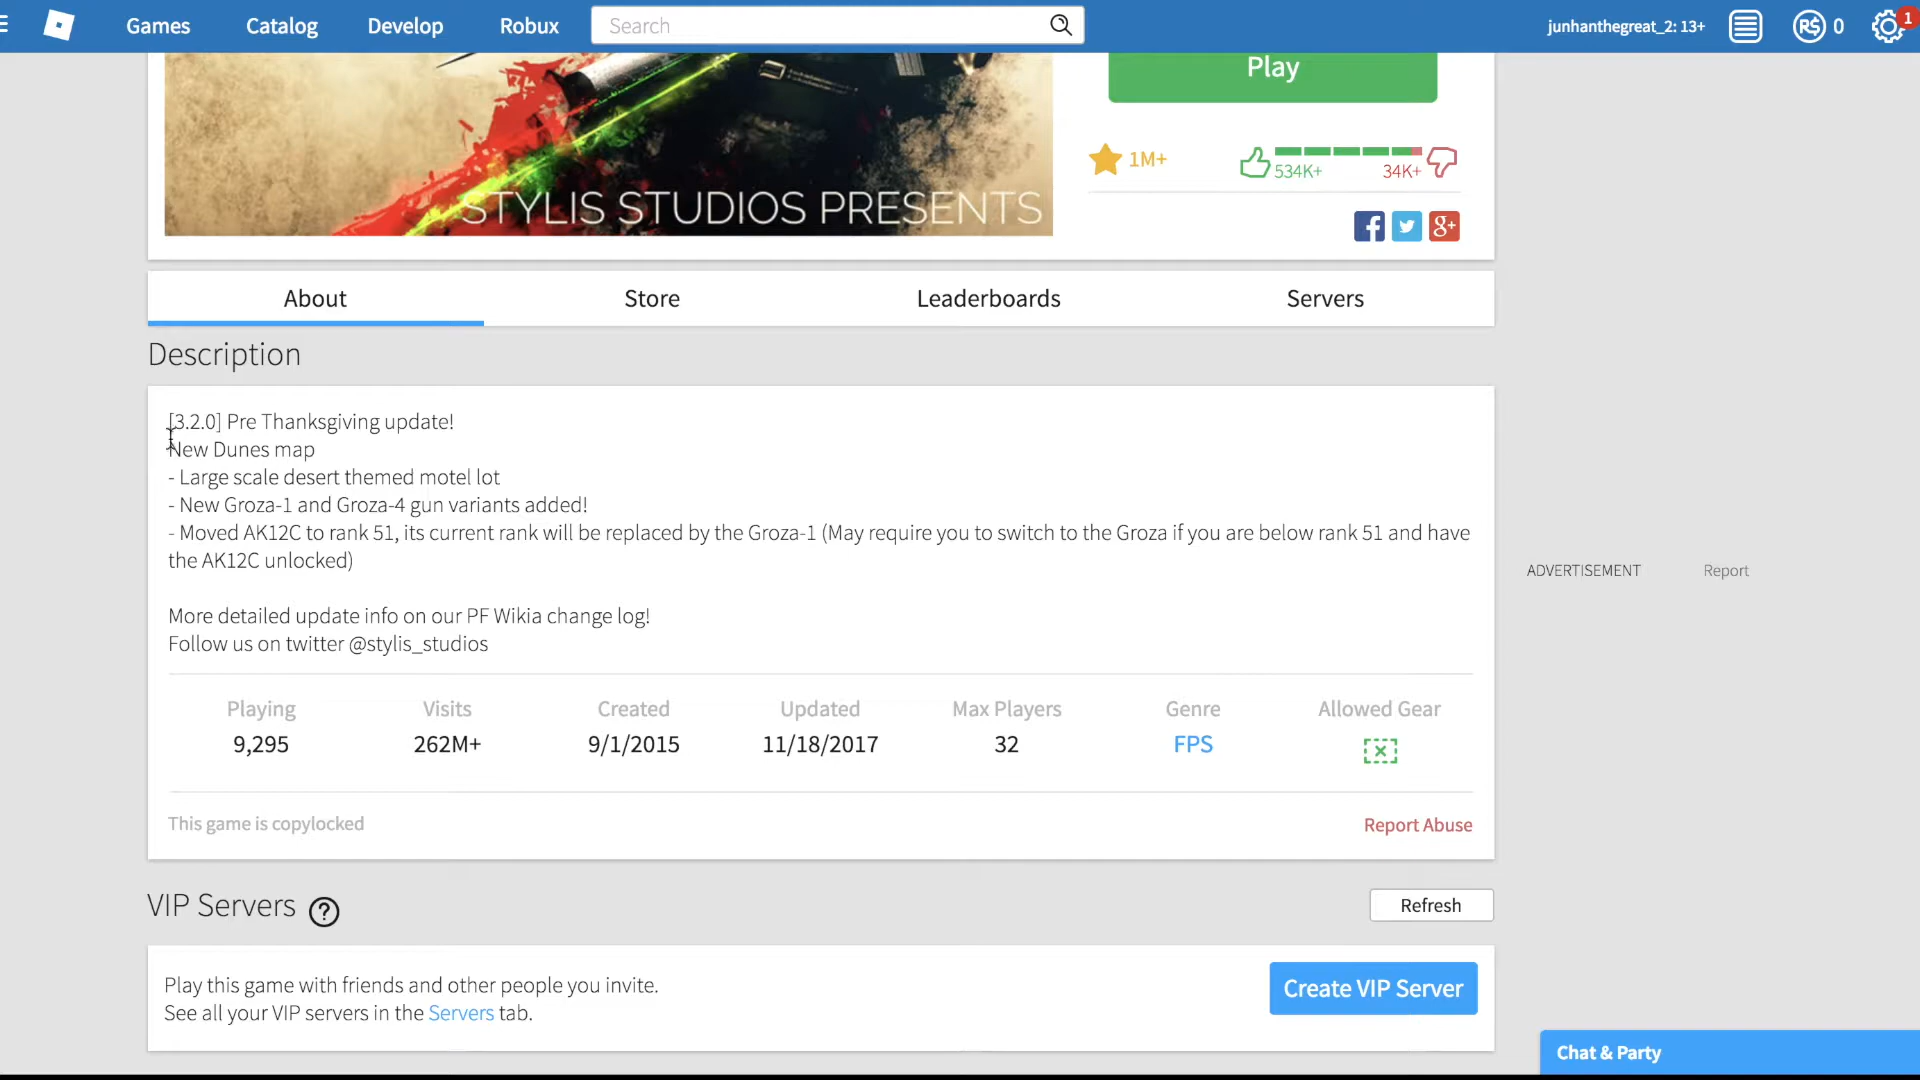 Games Catalog Develop Robux Search junhanthegreat_2: 13+ R$ 0 1
Play
1M+ 534K+ 34K+
STYLIS STUDIOS PRESENTS
f g+
About Store Leaderboards Servers
Description
[3.2.0] Pre Thanksgiving update!
New Dunes map
- Large scale desert themed motel lot
- New Groza-1 and Groza-4 gun variants added!
- Moved AK12C to rank 51, its current rank will be replaced by the Groza-1 (May require you to switch to the Groza if you are below rank 51 and have
the AK12C unlocked)
ADVERTISEMENT Report
More detailed update info on our PF Wikia change log!
Follow us on twitter @stylis_studios
Playing Visits Created Updated Max Players Genre Allowed Gear
9,295 262M+ 9/1/2015 11/18/2017 32 FPS
This game is copylocked Report Abuse
VIP Servers ? Refresh
Play this game with friends and other people you invite.
See all your VIP servers in the Servers tab.
Create VIP Server
Chat & Party